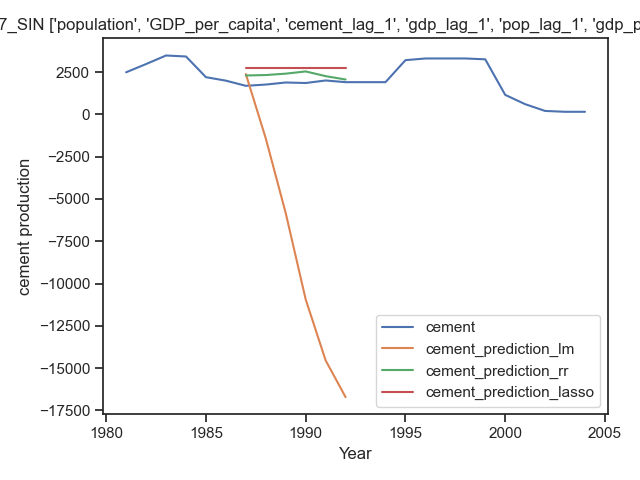 7_SIN ['population', 'GDP_per_capita', 'cement_lag_1', 'gdp_lag_1', 'pop_lag_1', 'gdp_p
2500
0
−2500
−5000
−7500
−10000
−12500
−15000
−17500
cement production
1980
1985
1990
1995
2000
2005
Year
cement
cement_prediction_lm
cement_prediction_rr
cement_prediction_lasso